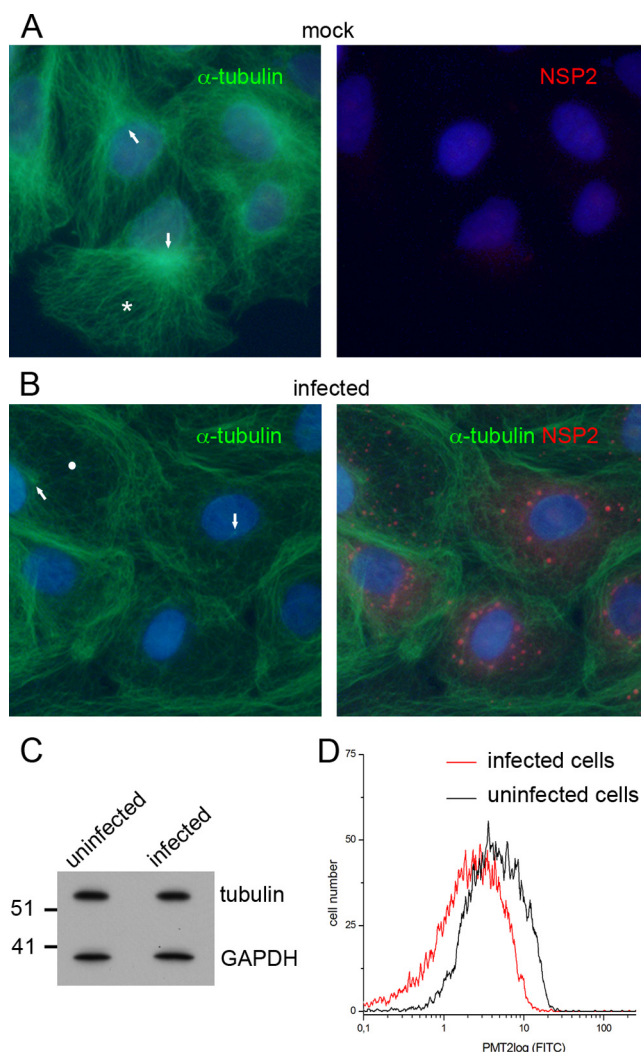 A
mock
α-tubulin
NSP2
*
B
infected
α-tubulin
α-tubulin NSP2
C
uninfected
infected
51
41
tubulin
GAPDH
D
75
50
25
0
cell number
infected cells
uninfected cells
0,1
1
10
100
PMT2log (FITC)